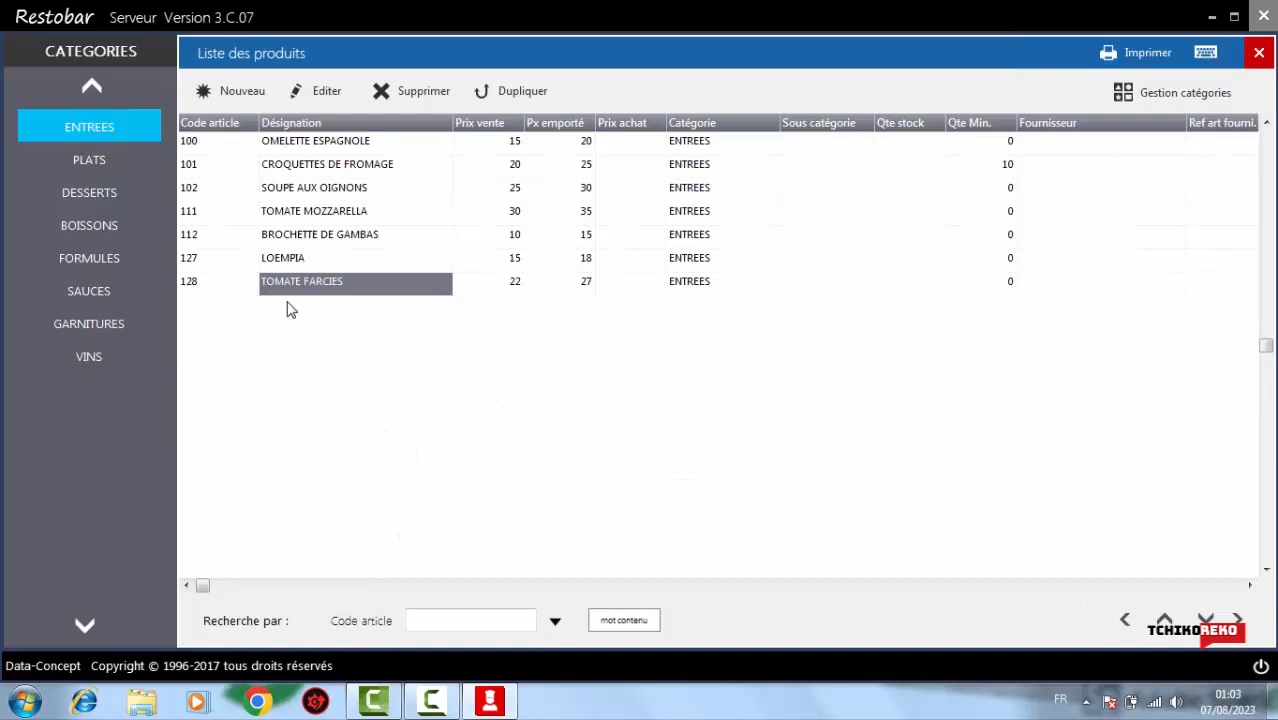 Restobar Serveur Version 3.C.07
CATEGORIES
ENTREES
PLATS
DESSERTS
BOISSONS
FORMULES
SAUCES
GARNITURES
VINS
Liste des produits
Imprimer
Nouveau Editer Supprimer Dupliquer
Gestion catégories
Code article Désignation Prix vente Px emporté Prix achat Catégorie Sous catégorie Qte stock Qte Min. Fournisseur Ref art fourni.
100 OMELETTE ESPAGNOLE 15 20 ENTREES 0
101 CROQUETTES DE FROMAGE 20 25 ENTREES 10
102 SOUPE AUX OIGNONS 25 30 ENTREES 0
111 TOMATE MOZZARELLA 30 35 ENTREES 0
112 BROCHETTE DE GAMBAS 10 15 ENTREES 0
127 LOEMPIA 15 18 ENTREES 0
128 TOMATE FARCIES 22 27 ENTREES 0
Recherche par : Code article mot contenu
TCHIKOREKO
Data-Concept Copyright © 1996-2017 tous droits réservés
FR
01:03
07/08/2023